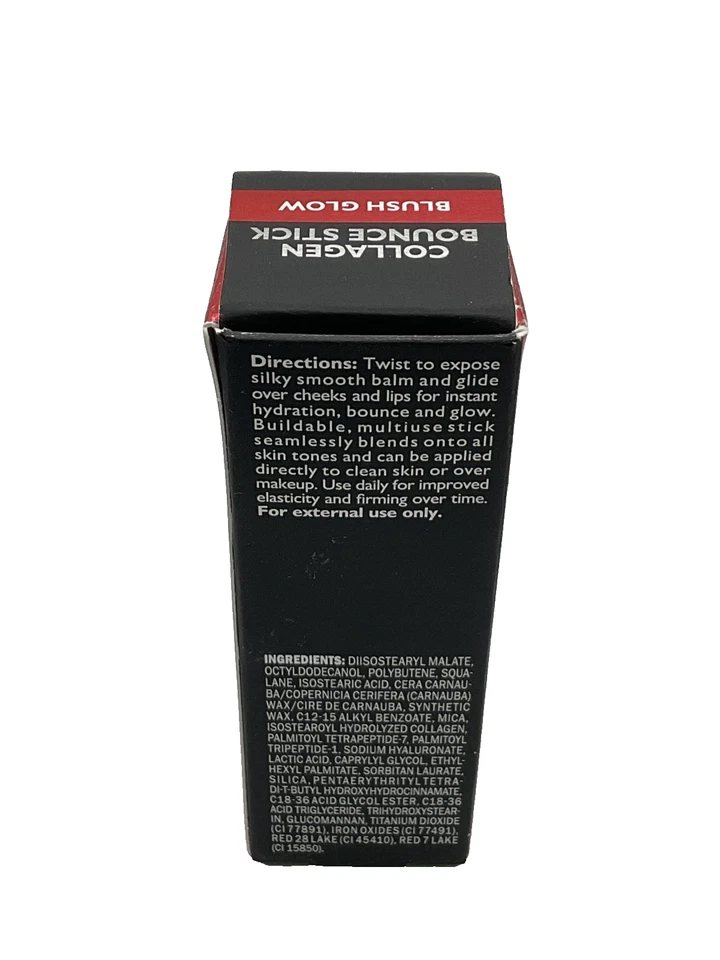 BLUSH GLOW
COLLAGEN
BOUNCE STICK
Directions: Twist to expose
silky smooth balm and glide
over cheeks and lips for instant
hydration, bounce and glow.
Buildable, multiuse stick
seamlessly blends onto all
skin tones and can be applied
directly to clean skin or over
makeup. Use daily for improved
elasticity and firming over time.
For external use only.
INGREDIENTS: DIISOSTEARYL MALATE,
OCTYLDODECANOL, POLYBUTENE, SQUA-
LANE, ISOSTEARIC ACID, CERA CARNAU-
BA/COPERNICIA CERIFERA (CARNAUBA)
WAX/CIRE DE CARNAUBA, SYNTHETIC
WAX, C12-15 ALKYL BENZOATE, MICA,
ISOSTEAROYL HYDROLYZED COLLAGEN,
PALMITOYL TETRAPEPTIDE-7, PALMITOYL
TRIPEPTIDE-1, SODIUM HYALURONATE,
LACTIC ACID, CAPRYLYL GLYCOL, ETHYL-
HEXYL PALMITATE, SORBITAN LAURATE,
SILICA, PENTAERYTHRITYL TETRA-
DI-T-BUTYL HYDROXYHYDROCINNAMATE,
C18-36 ACID GLYCOL ESTER, C18-36
ACID TRIGLYCERIDE, TRIHYDROXYSTEAR-
IN, GLUCOMANNAN, TITANIUM DIOXIDE
(CI 77891), IRON OXIDES (CI 77491),
RED 28 LAKE (CI 45410), RED 7 LAKE
(CI 15850).